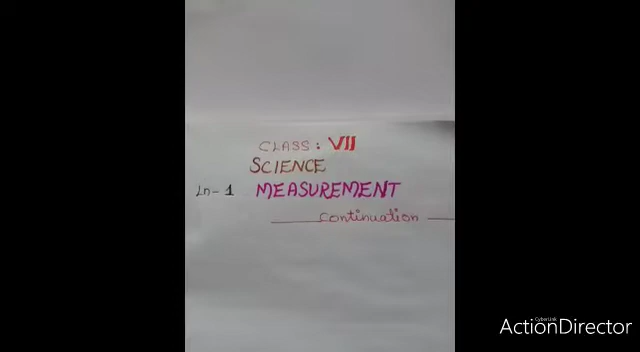 CLASS: VII
SCIENCE
Ln-1 MEASUREMENT
Continuation
CyberLink
ActionDirector